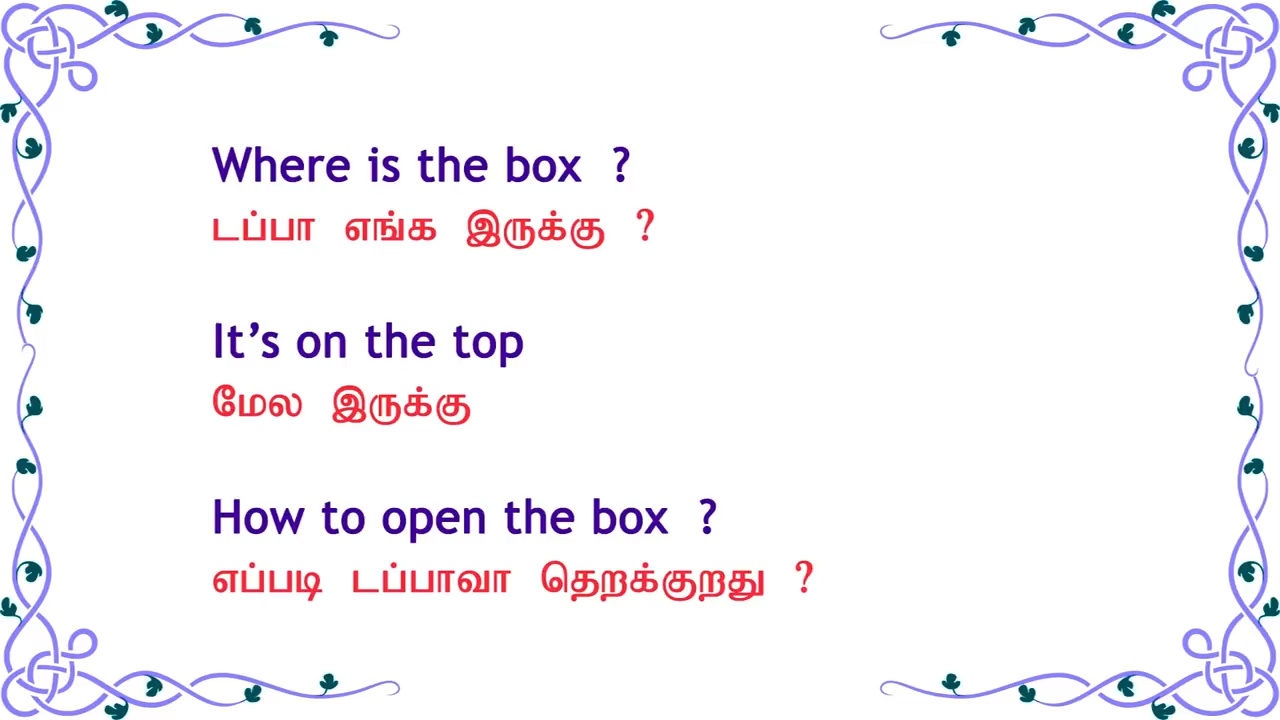 Where is the box ?
டப்பா எங்க இருக்கு ?
It’s on the top
மேல இருக்கு
How to open the box ?
எப்படி டப்பாவா தெறக்குறது ?